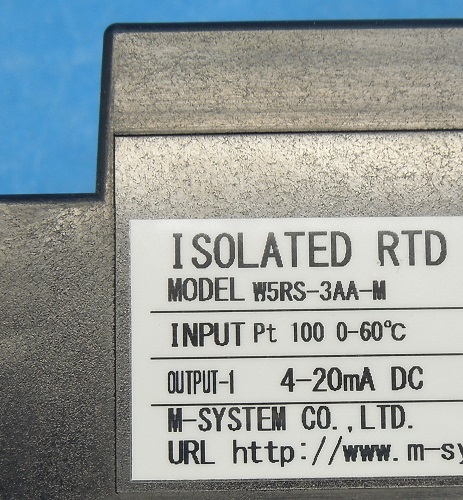 ISOLATED RTD
MODEL W5RS-3AA-M
INPUT Pt 100 0-60℃
OUTPUT-1 4-20mA DC
M-SYSTEM CO.,LTD.
URL http://www.m-sy